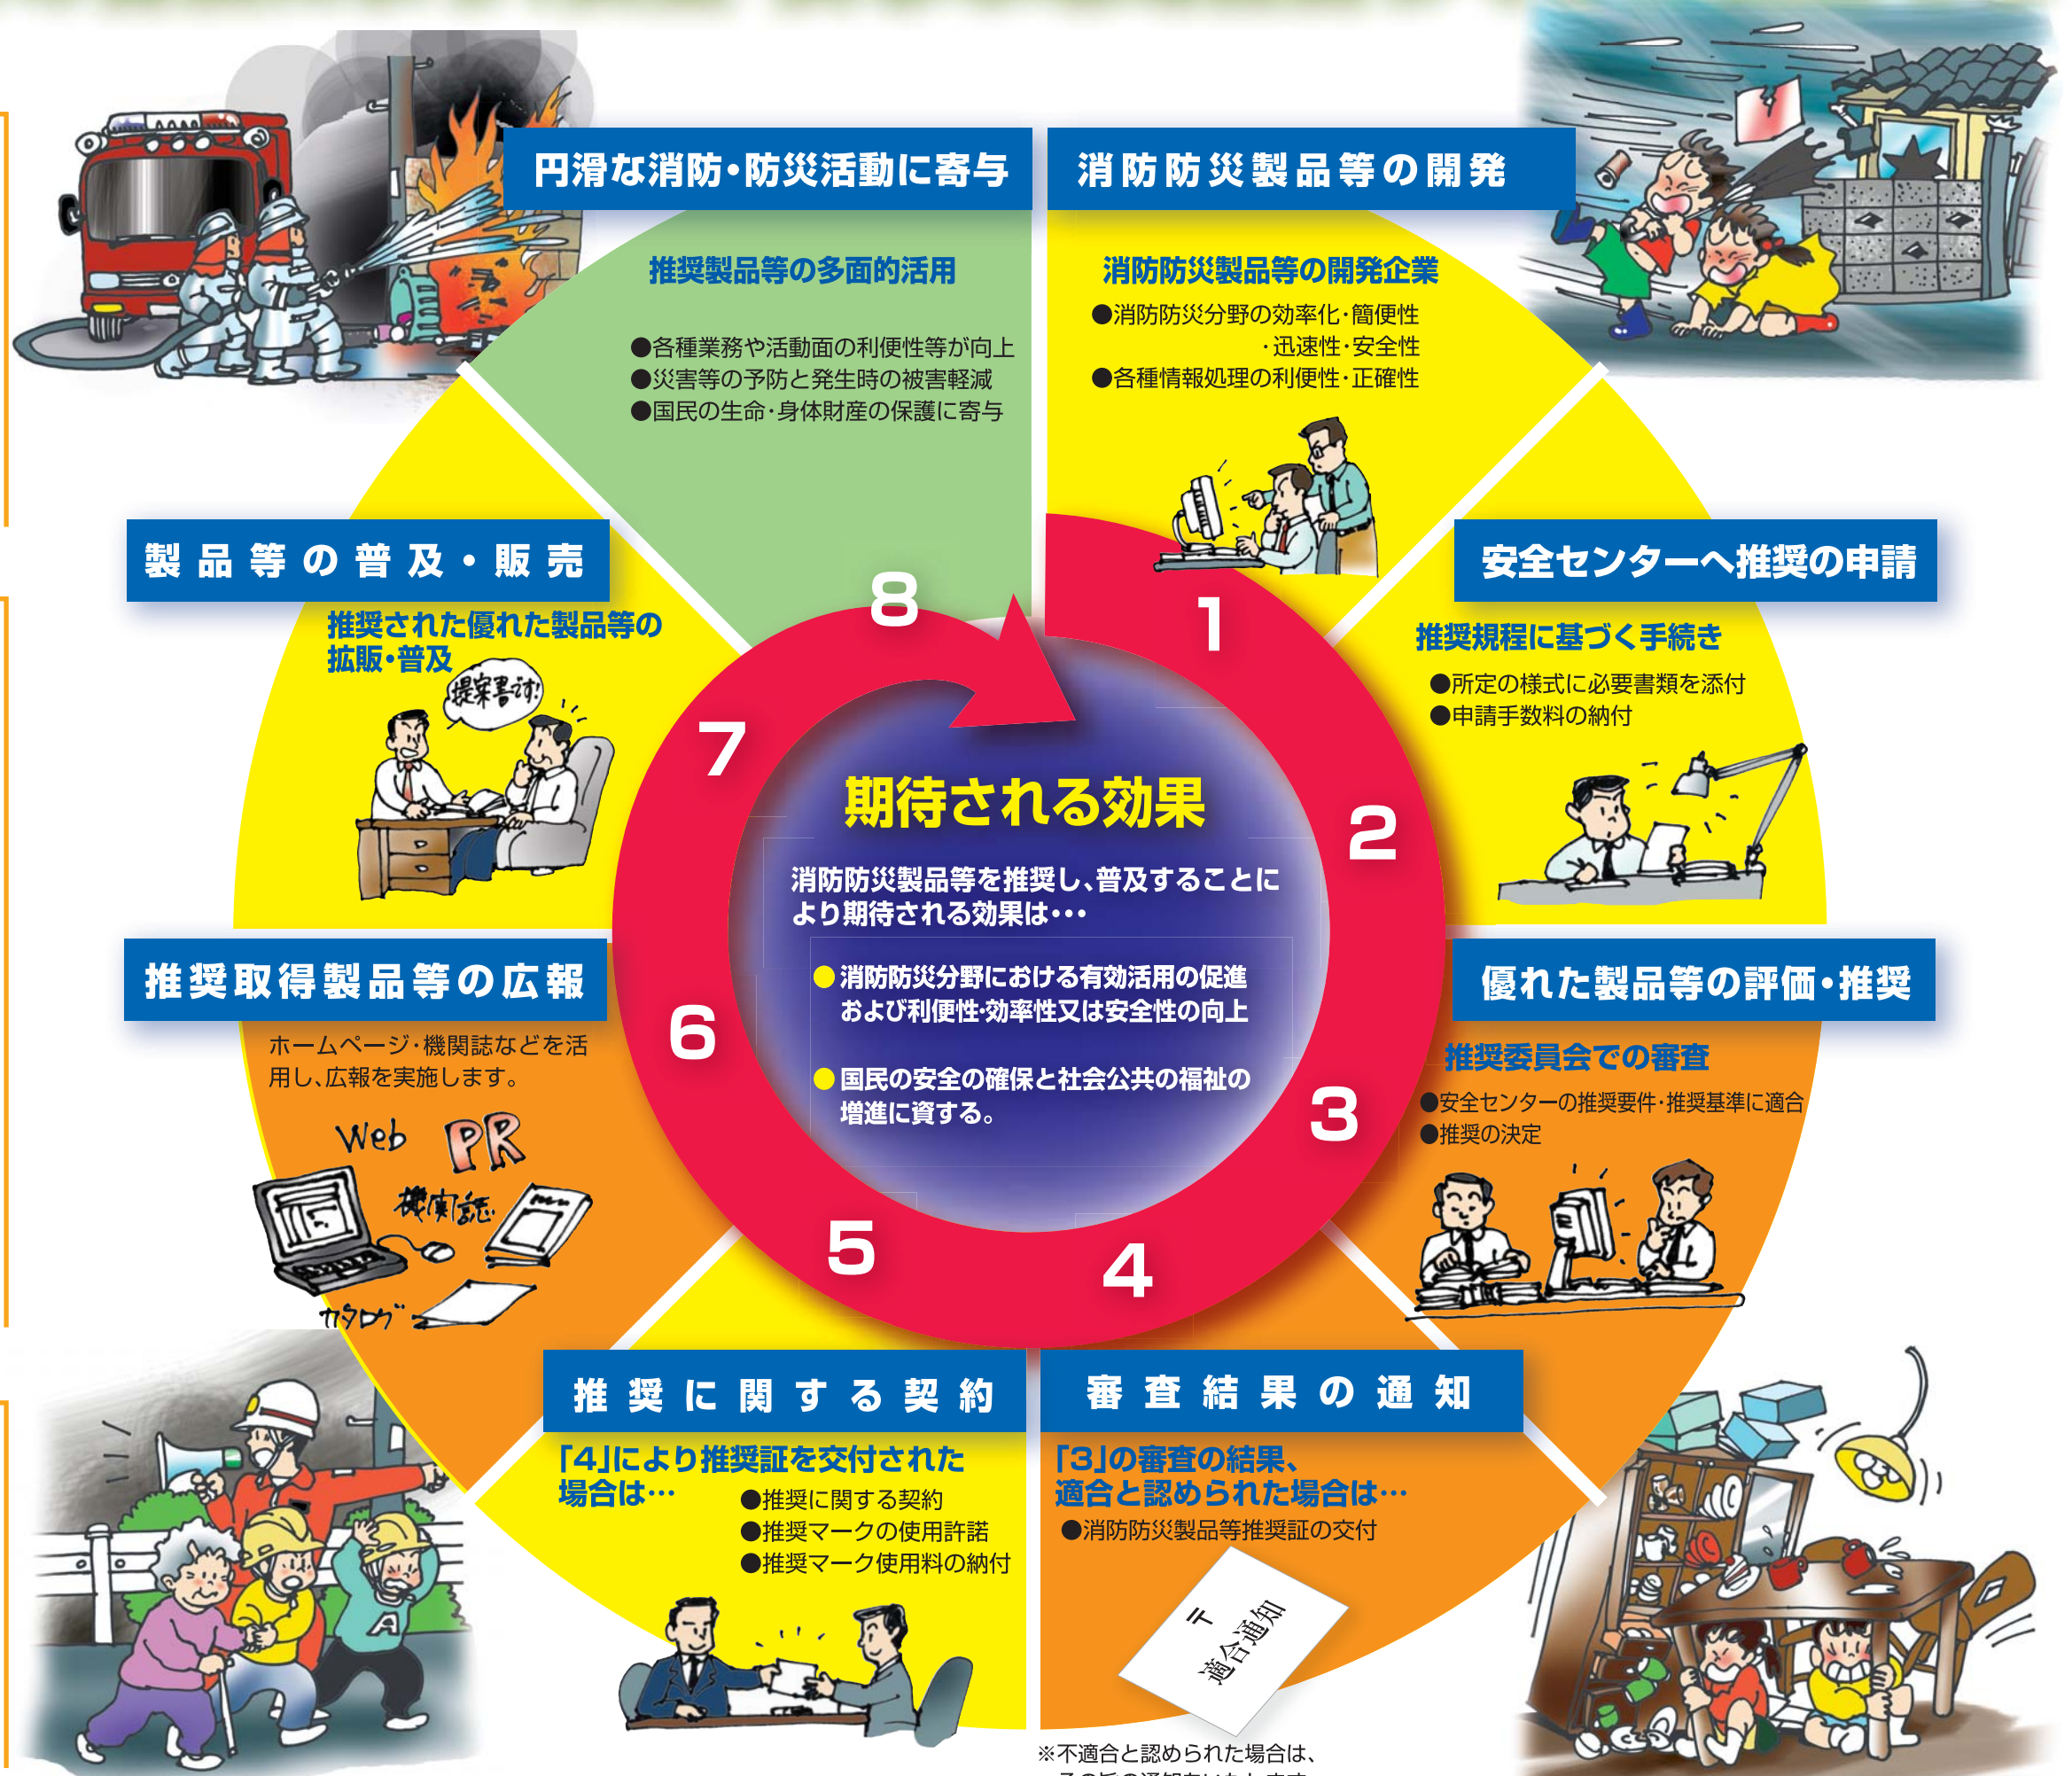 円滑な消防・防災活動に寄与
推奨製品等の多面的活用
●各種業務や活動面の利便性等が向上
●災害等の予防と発生時の被害軽減
●国民の生命・身体財産の保護に寄与
消防防災製品等の開発
消防防災製品等の開発企業
●消防防災分野の効率化・簡便性
・迅速性・安全性
●各種情報処理の利便性・正確性
安全センターへ推奨の申請
推奨規程に基づく手続き
●所定の様式に必要書類を添付
●申請手数料の納付
優れた製品等の評価・推奨
推奨委員会での審査
●安全センターの推奨要件・推奨基準に適合
●推奨の決定
審査結果の通知
「3」の審査の結果、
適合と認められた場合は…
●消防防災製品等推奨証の交付
〒
適合通知
※不適合と認められた場合は、
その旨の通知をいたします
推奨に関する契約
「4」により推奨証を交付された
場合は…
●推奨に関する契約
●推奨マークの使用許諾
●推奨マーク使用料の納付
推奨取得製品等の広報
ホームページ・機関誌などを活
用し、広報を実施します。
Web
PR
機関誌
カタログ
製品等の普及・販売
推奨された優れた製品等の
拡販・普及
提案書です!
1
2
3
4
5
6
7
8
期待される効果
消防防災製品等を推奨し、普及することに
より期待される効果は…
●消防防災分野における有効活用の促進
および利便性・効率性又は安全性の向上
●国民の安全の確保と社会公共の福祉の
増進に資する。
A